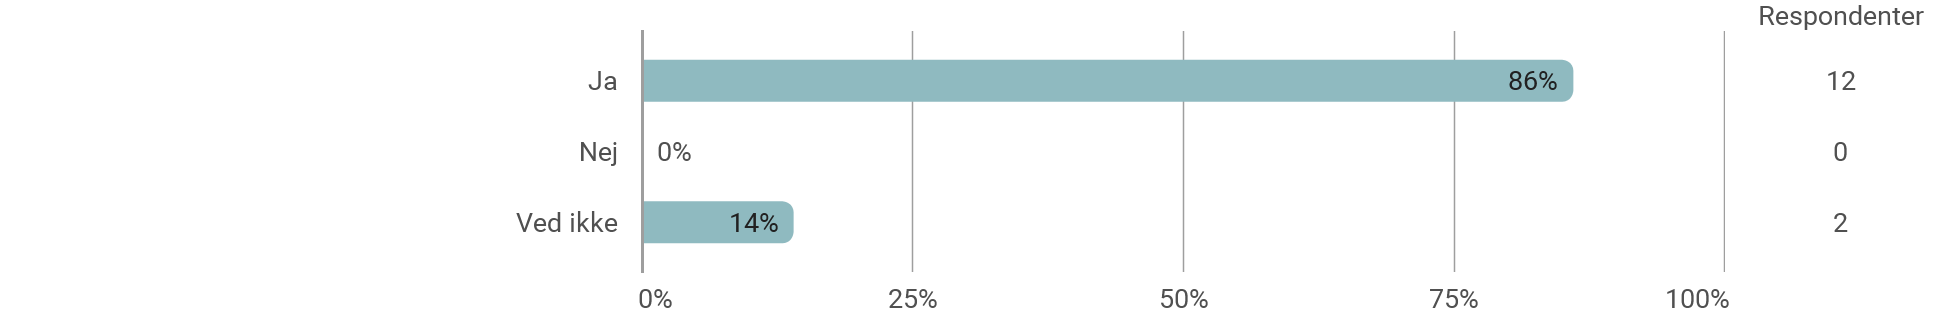 Respondenter
Ja 86% 12
Nej 0% 0
Ved ikke 14% 2
0% 25% 50% 75% 100%